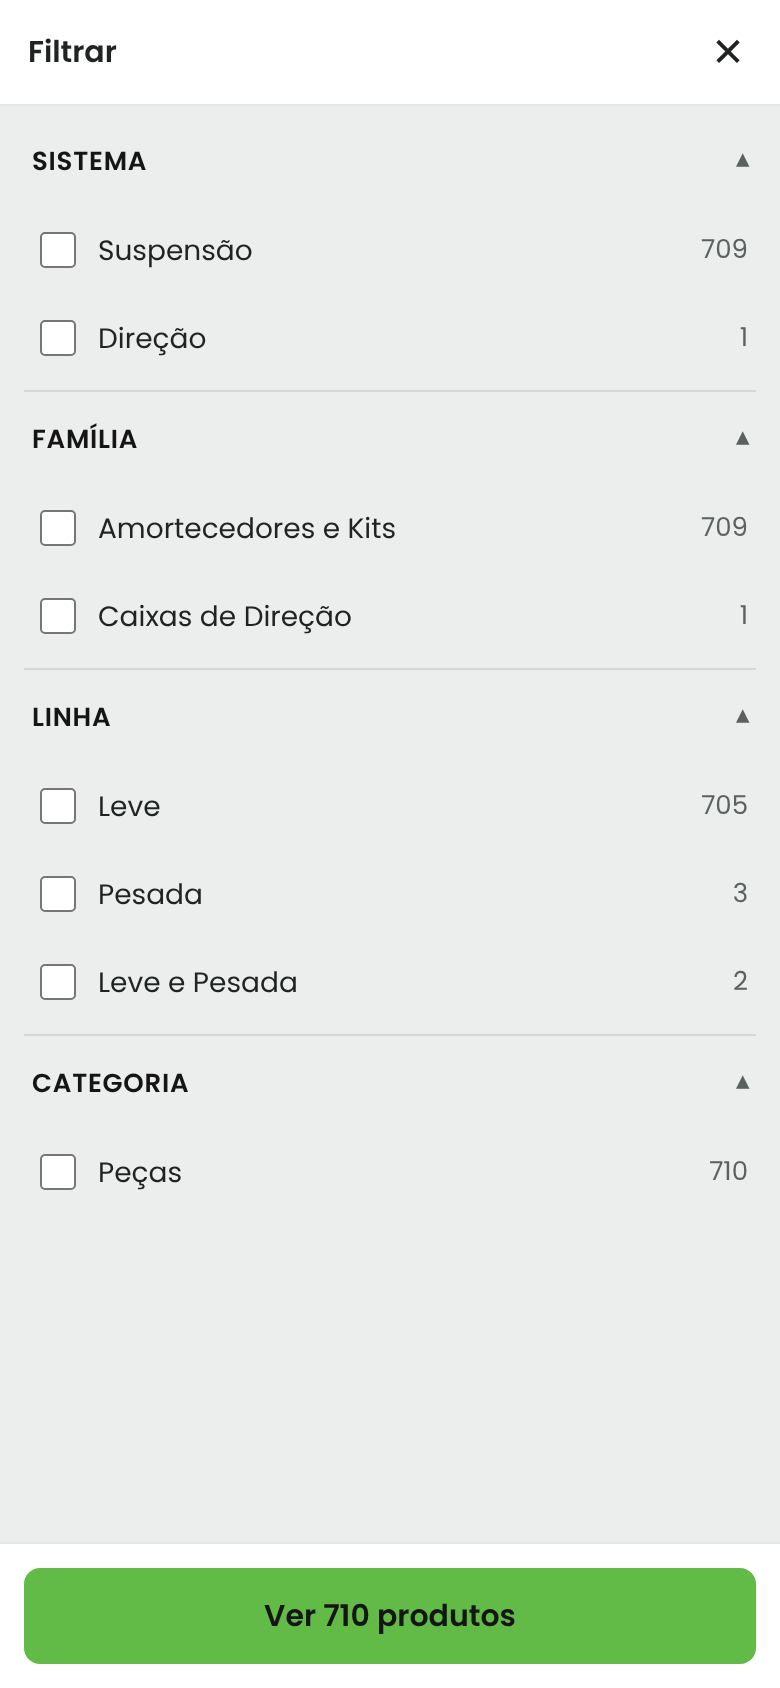 Filtrar ✕
SISTEMA ▲
Suspensão 709
Direção 1
FAMÍLIA ▲
Amortecedores e Kits 709
Caixas de Direção 1
LINHA ▲
Leve 705
Pesada 3
Leve e Pesada 2
CATEGORIA ▲
Peças 710
Ver 710 produtos